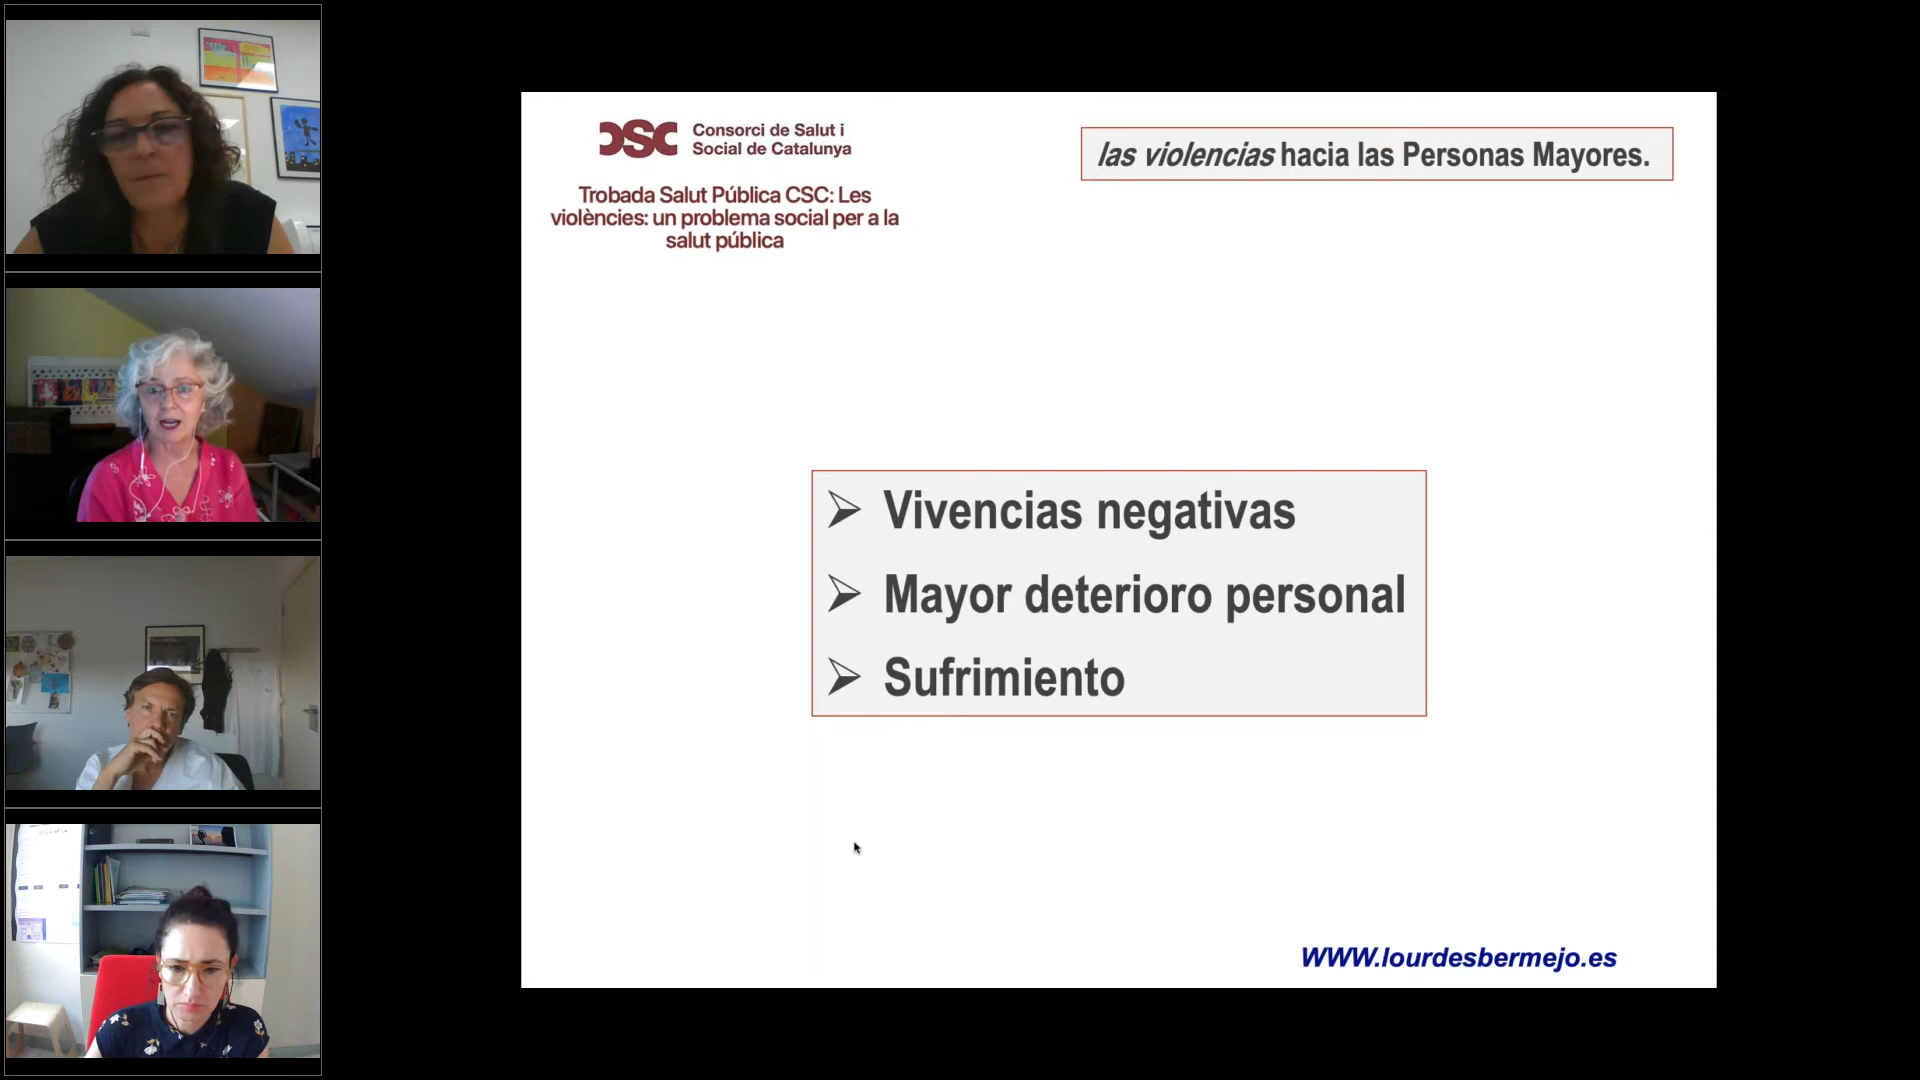 CSC
Consorci de Salut i
Social de Catalunya
Trobada Salut Pública CSC: Les
violències: un problema social per a la
salut pública
las violencias hacia las Personas Mayores.
Vivencias negativas
Mayor deterioro personal
Sufrimiento
WWW.lourdesbermejo.es